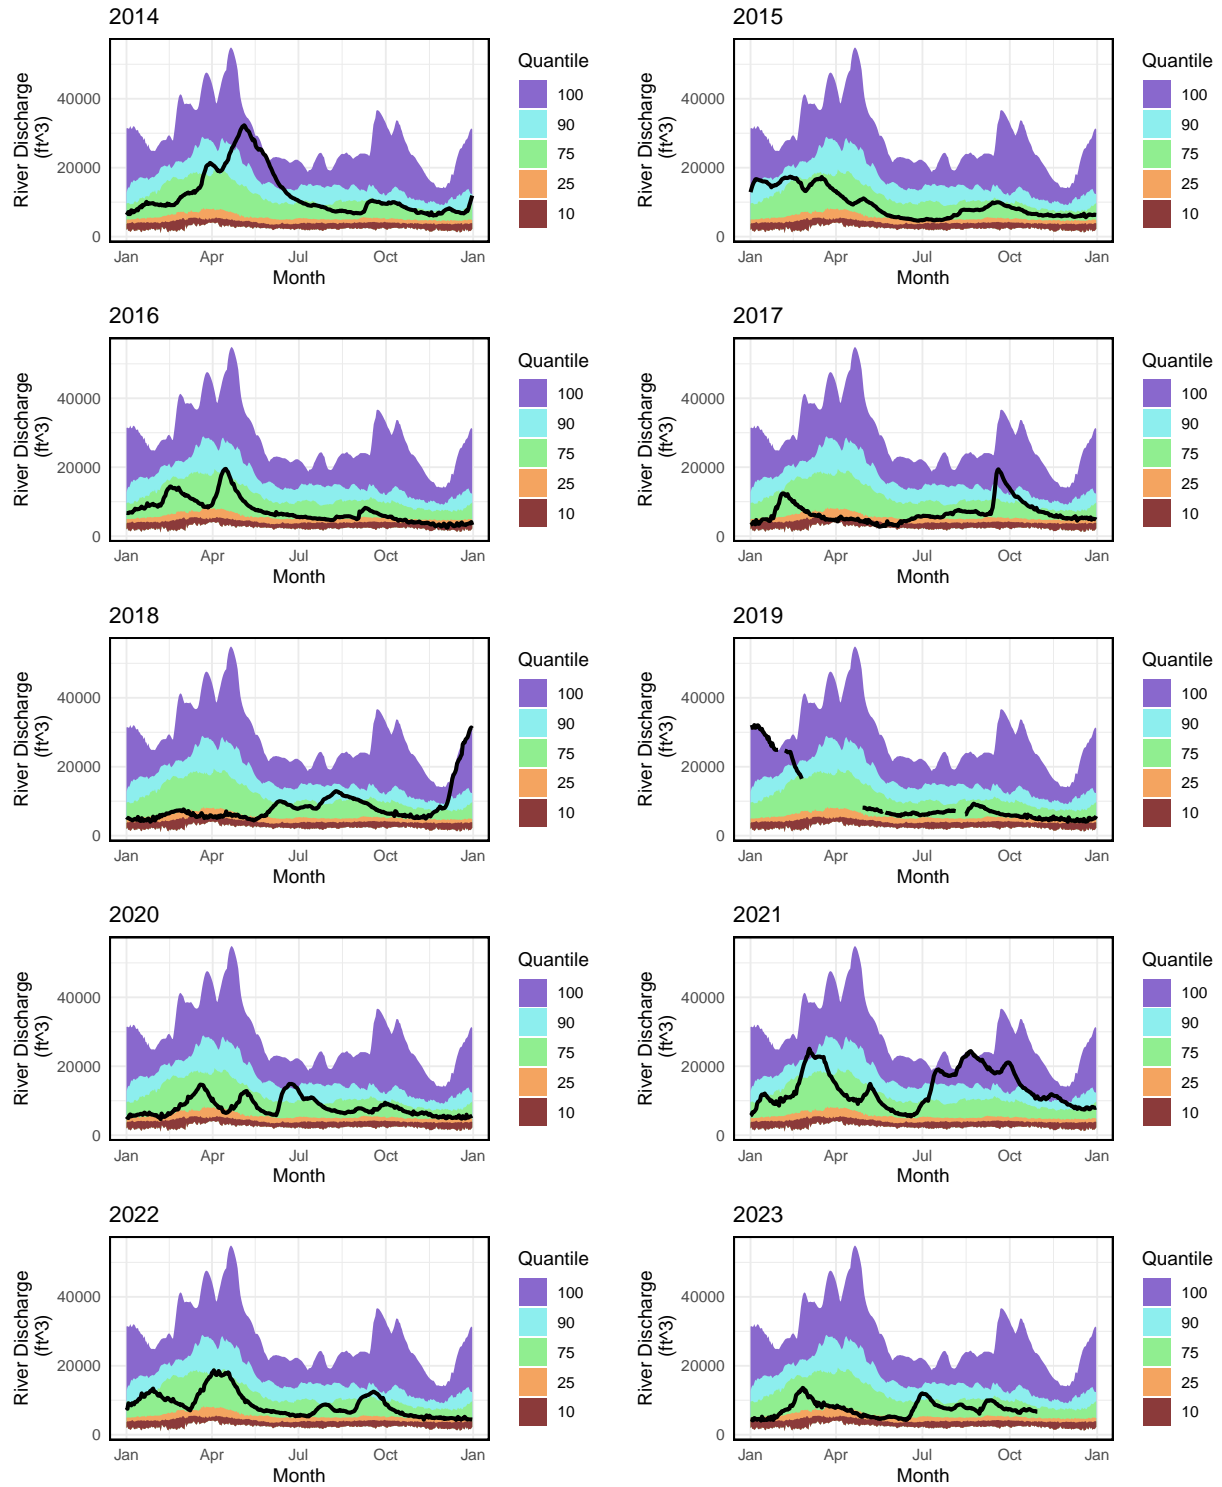 2014
River Discharge
(ft^3)
40000
20000
0
Jan
Apr
Jul
Oct
Jan
Month
Quantile
100
90
75
25
10
2015
River Discharge
(ft^3)
40000
20000
0
Jan
Apr
Jul
Oct
Jan
Month
Quantile
100
90
75
25
10
2016
River Discharge
(ft^3)
40000
20000
0
Jan
Apr
Jul
Oct
Jan
Month
Quantile
100
90
75
25
10
2017
River Discharge
(ft^3)
40000
20000
0
Jan
Apr
Jul
Oct
Jan
Month
Quantile
100
90
75
25
10
2018
River Discharge
(ft^3)
40000
20000
0
Jan
Apr
Jul
Oct
Jan
Month
Quantile
100
90
75
25
10
2019
River Discharge
(ft^3)
40000
20000
0
Jan
Apr
Jul
Oct
Jan
Month
Quantile
100
90
75
25
10
2020
River Discharge
(ft^3)
40000
20000
0
Jan
Apr
Jul
Oct
Jan
Month
Quantile
100
90
75
25
10
2021
River Discharge
(ft^3)
40000
20000
0
Jan
Apr
Jul
Oct
Jan
Month
Quantile
100
90
75
25
10
2022
River Discharge
(ft^3)
40000
20000
0
Jan
Apr
Jul
Oct
Jan
Month
Quantile
100
90
75
25
10
2023
River Discharge
(ft^3)
40000
20000
0
Jan
Apr
Jul
Oct
Jan
Month
Quantile
100
90
75
25
10